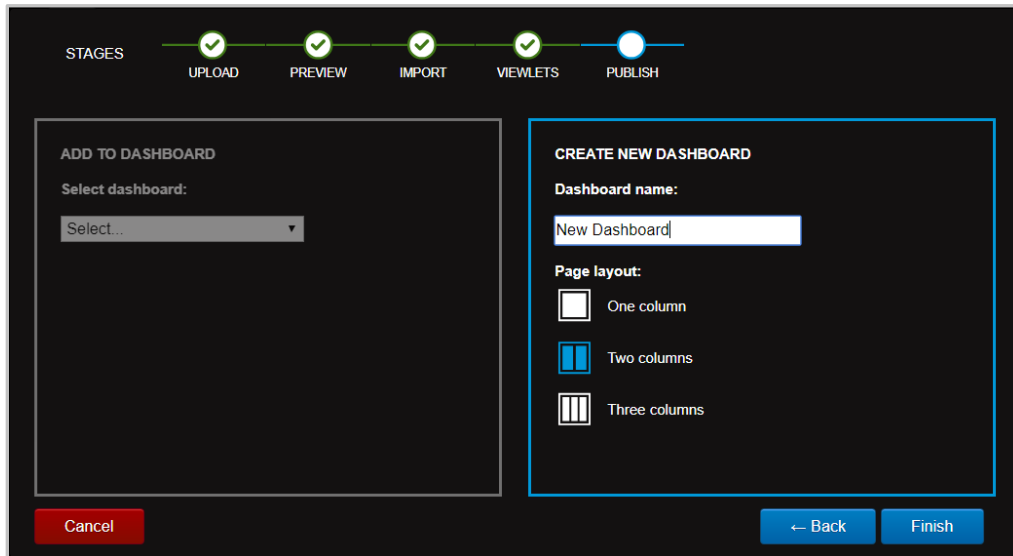 STAGES
UPLOAD PREVIEW IMPORT VIEWLETS PUBLISH
ADD TO DASHBOARD
Select dashboard:
Select...
CREATE NEW DASHBOARD
Dashboard name:
New Dashboard
Page layout:
One column
Two columns
Three columns
Cancel
← Back
Finish